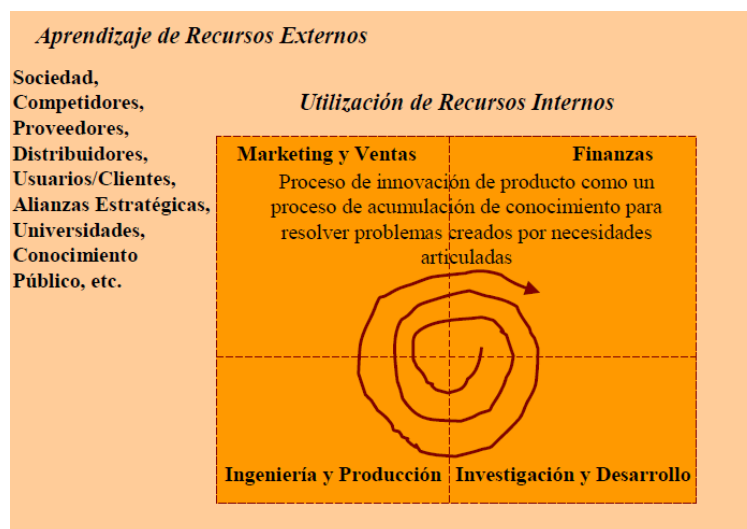 Aprendizaje de Recursos Externos
Sociedad,
Competidores,
Proveedores,
Distribuidores,
Usuarios/Clientes,
Alianzas Estratégicas,
Universidades,
Conocimiento
Público, etc.
Utilización de Recursos Internos
Marketing y Ventas
Finanzas
Proceso de innovación de producto como un
proceso de acumulación de conocimiento para
resolver problemas creados por necesidades
articuladas
Ingeniería y Producción
Investigación y Desarrollo